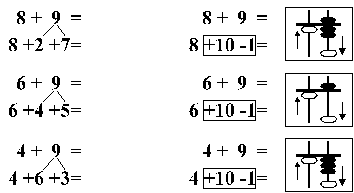 8 + 9 =
8 +2 +7=
8 + 9 =
8 +10 -1=
6 + 9 =
6 +4 +5=
6 + 9 =
6 +10 -1=
4 + 9 =
4 +6 +3=
4 + 9 =
4 +10 -1=